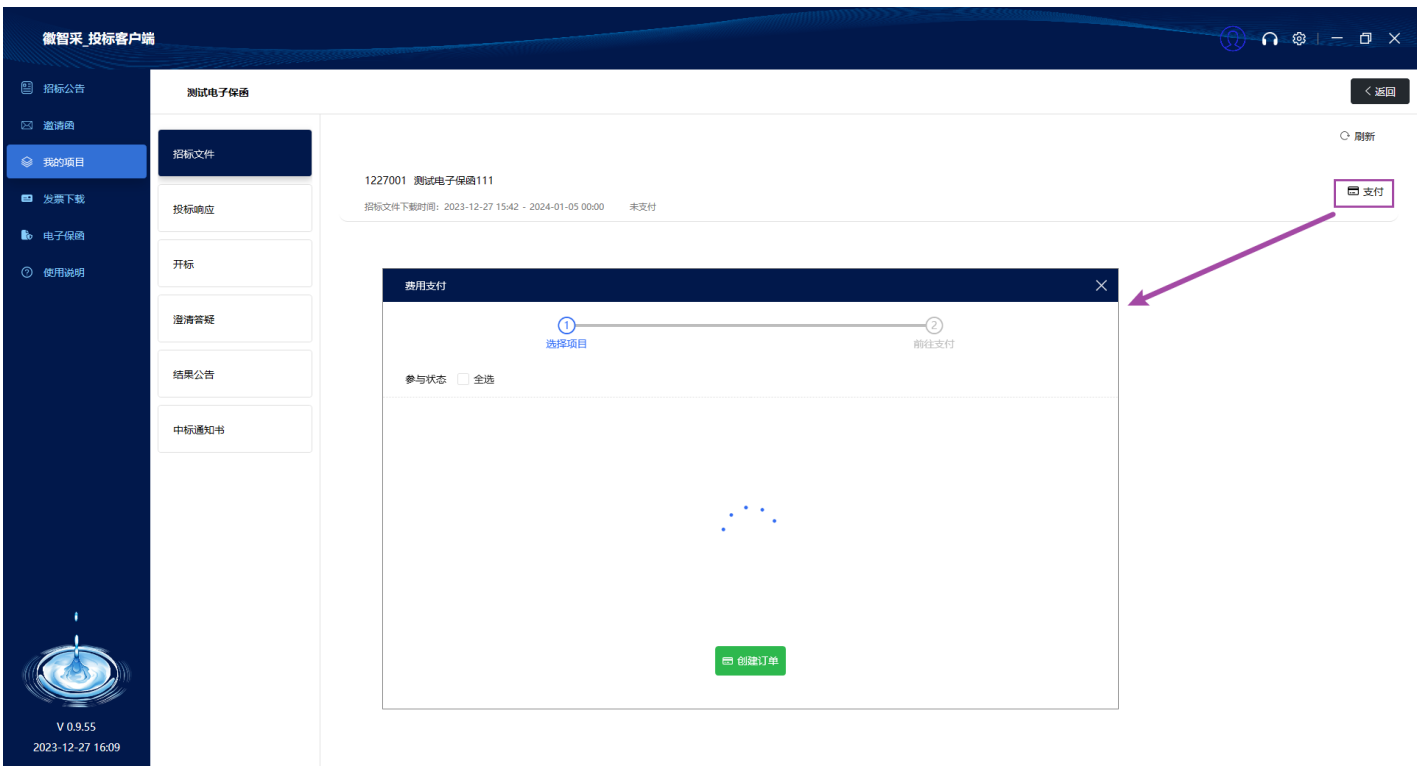 徽智采_投标客户端
招标公告
邀请函
我的项目
发票下载
电子保函
使用说明
V 0.9.55
2023-12-27 16:09
测试电子保函
返回
招标文件
投标响应
开标
澄清答疑
结果公告
中标通知书
刷新
1227001 测试电子保函111
支付
招标文件下载时间：2023-12-27 15:42 - 2024-01-05 00:00 未支付
费用支付
1 2
选择项目 前往支付
参与状态 全选
创建订单